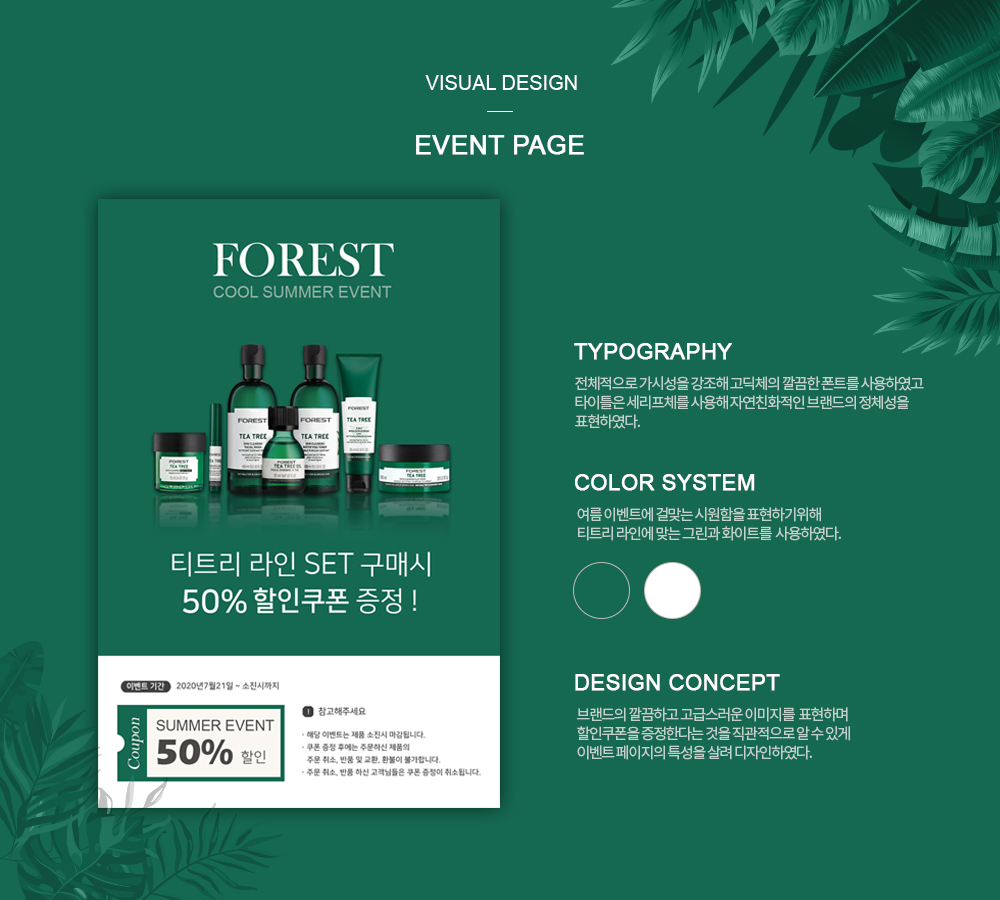 VISUAL DESIGN
EVENT PAGE
FOREST
COOL SUMMER EVENT
FOREST
TEA TREE
FOREST
TEA TREE
FOREST
TEA TREE
FOREST
TEA TREE OIL
FOREST
TEA TREE
FOREST
TEA TREE
티트리 라인 SET 구매시
50% 할인쿠폰 증정 !
이벤트 기간 2020년7월21일 ~ 소진시까지
Coupon
SUMMER EVENT
50% 할인
! 참고해주세요
· 해당 이벤트는 제품 소진시 마감됩니다.
· 쿠폰 증정 후에는 주문하신 제품의
주문 취소, 반품 및 교환, 환불이 불가합니다.
· 주문 취소, 반품 하신 고객님들은 쿠폰 증정이 취소됩니다.
TYPOGRAPHY
전체적으로 가시성을 강조해 고딕체의 깔끔한 폰트를 사용하였고
타이틀은 세리프체를 사용해 자연친화적인 브랜드의 정체성을
표현하였다.
COLOR SYSTEM
여름 이벤트에 걸맞는 시원함을 표현하기위해
티트리 라인에 맞는 그린과 화이트를 사용하였다.
DESIGN CONCEPT
브랜드의 깔끔하고 고급스러운 이미지를 표현하며
할인쿠폰을 증정한다는 것을 직관적으로 알 수 있게
이벤트 페이지의 특성을 살려 디자인하였다.